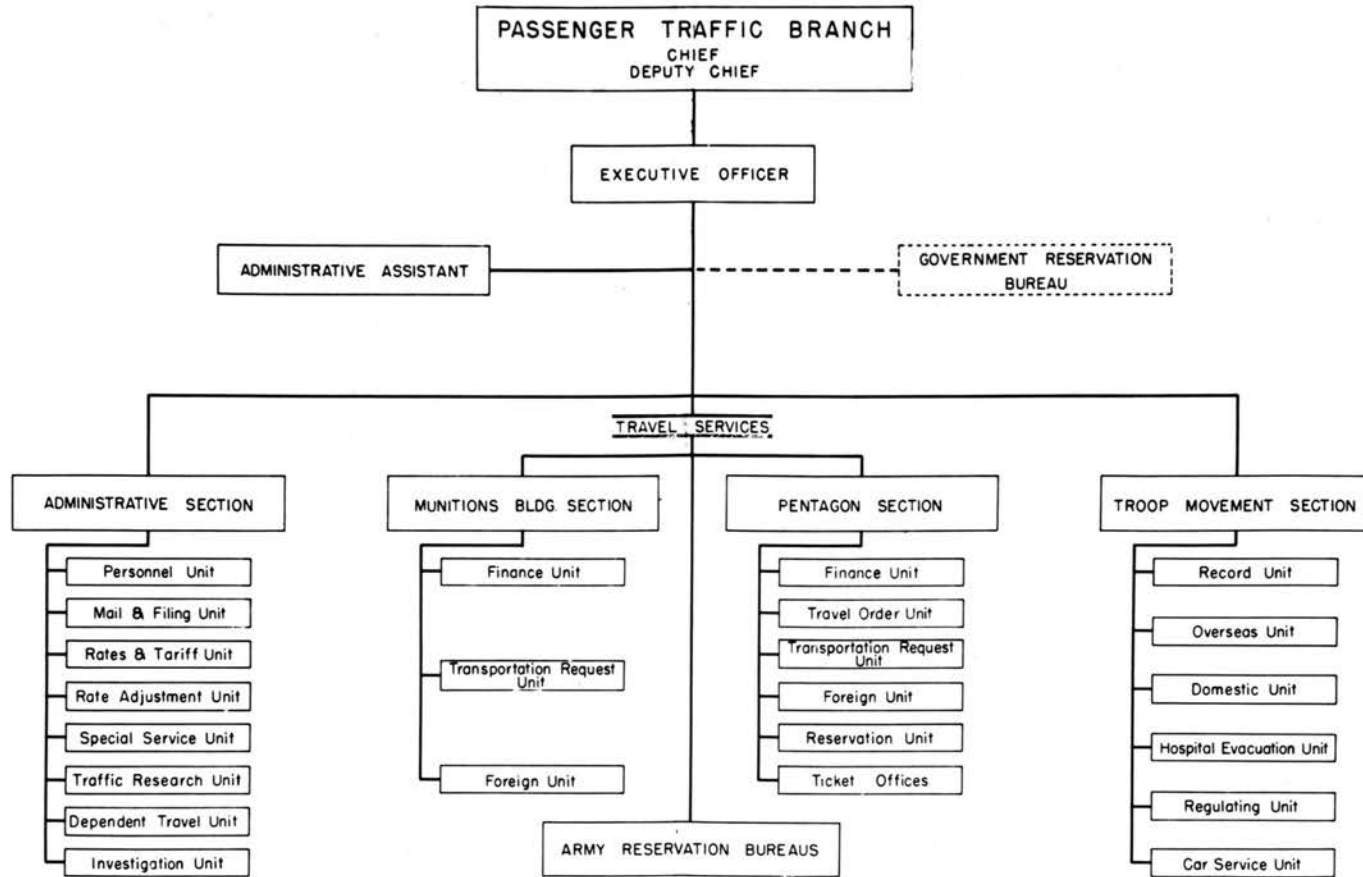 PASSENGER TRAFFIC BRANCH
CHIEF
DEPUTY CHIEF
EXECUTIVE OFFICER
ADMINISTRATIVE ASSISTANT
GOVERNMENT RESERVATION
BUREAU
TRAVEL SERVICES
ADMINISTRATIVE SECTION
Personnel Unit
Mail & Filing Unit
Rates & Tariff Unit
Rate Adjustment Unit
Special Service Unit
Traffic Research Unit
Dependent Travel Unit
Investigation Unit
MUNITIONS BLDG. SECTION
Finance Unit
Transportation Request
Unit
Foreign Unit
PENTAGON SECTION
Finance Unit
Travel Order Unit
Transportation Request
Unit
Foreign Unit
Reservation Unit
Ticket Offices
ARMY RESERVATION BUREAUS
TROOP MOVEMENT SECTION
Record Unit
Overseas Unit
Domestic Unit
Hospital Evacuation Unit
Regulating Unit
Car Service Unit